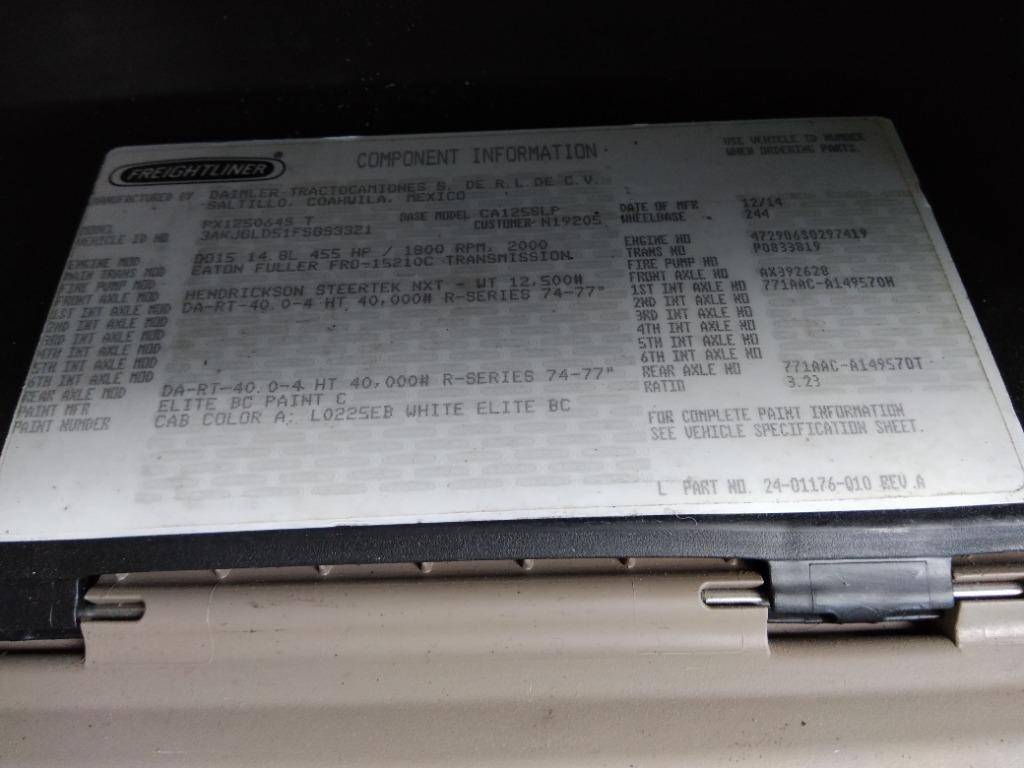 FREIGHTLINER ®
COMPONENT INFORMATION
USE VEHICLE ID NUMBER
WHEN ORDERING PARTS.
MANUFACTURED BY DAIMLER TRACTOCAMIONES S. DE R.L DE C.V.
SALTILLO, COAHUILA, MEXICO
MODEL PX125064S T BASE MODEL CA125SLP
VEHICLE ID NO CUSTOMER N19205
ENGINE MOD DD15 14.8L 455 HP / 1800 RPM, 2000
MAIN TRANS MOD EATON FULLER FRO-15210C TRANSMISSION
FIRE PUMP MOD
FRONT AXLE MOD HENDRICKSON STEERTEK NXT - WT 12,500#
1ST INT AXLE MOD DA-RT-40.0-4 HT 40,000# R-SERIES 74-77"
2ND INT AXLE MOD
3RD INT AXLE MOD
4TH INT AXLE MOD
5TH INT AXLE MOD
6TH INT AXLE MOD
REAR AXLE MOD DA-RT-40.0-4 HT 40,000# R-SERIES 74-77"
PAINT MFR ELITE BC PAINT C
PAINT NUMBER CAB COLOR A: L0225EB WHITE ELITE BC
DATE OF MFR 12/14
WHEELBASE 244
ENGINE NO 472906S0297419
TRANS NO P0833819
FIRE PUMP NO
FRONT AXLE NO AX392628
1ST INT AXLE NO 771AAC-A149570H
2ND INT AXLE NO
3RD INT AXLE NO
4TH INT AXLE NO
5TH INT AXLE NO
6TH INT AXLE NO
REAR AXLE NO 771AAC-A149570T
RATIO 3.23
FOR COMPLETE PAINT INFORMATION
SEE VEHICLE SPECIFICATION SHEET.
PART NO. 24-01176-010 REV A